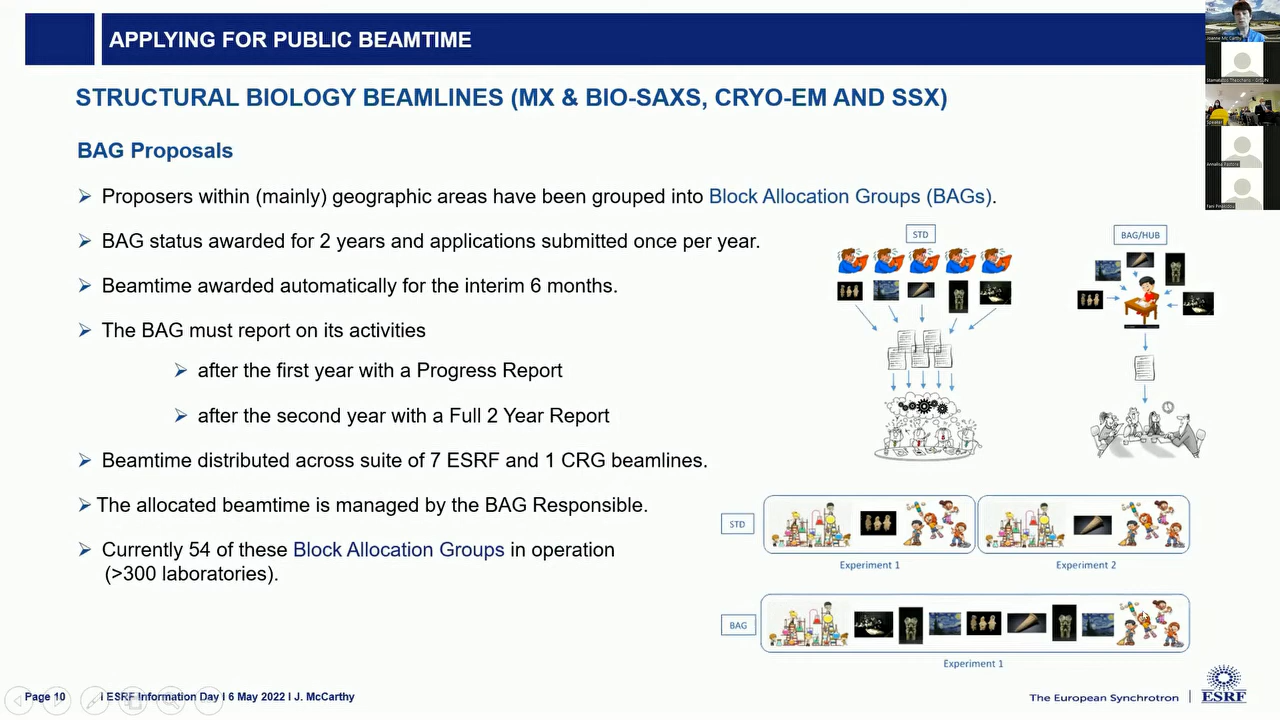 APPLYING FOR PUBLIC BEAMTIME
STRUCTURAL BIOLOGY BEAMLINES (MX & BIO-SAXS, CRYO-EM AND SSX)
BAG Proposals
Proposers within (mainly) geographic areas have been grouped into Block Allocation Groups (BAGs).
BAG status awarded for 2 years and applications submitted once per year.
Beamtime awarded automatically for the interim 6 months.
The BAG must report on its activities
after the first year with a Progress Report
after the second year with a Full 2 Year Report
Beamtime distributed across suite of 7 ESRF and 1 CRG beamlines.
The allocated beamtime is managed by the BAG Responsible.
Currently 54 of these Block Allocation Groups in operation
(>300 laboratories).
STD
BAG/HUB
STD
Experiment 1
Experiment 2
BAG
Experiment 1
Page 10
I ESRF Information Day I 6 May 2022 I J. McCarthy
The European Synchrotron
ESRF
Joanne Mc Carthy
Speaker